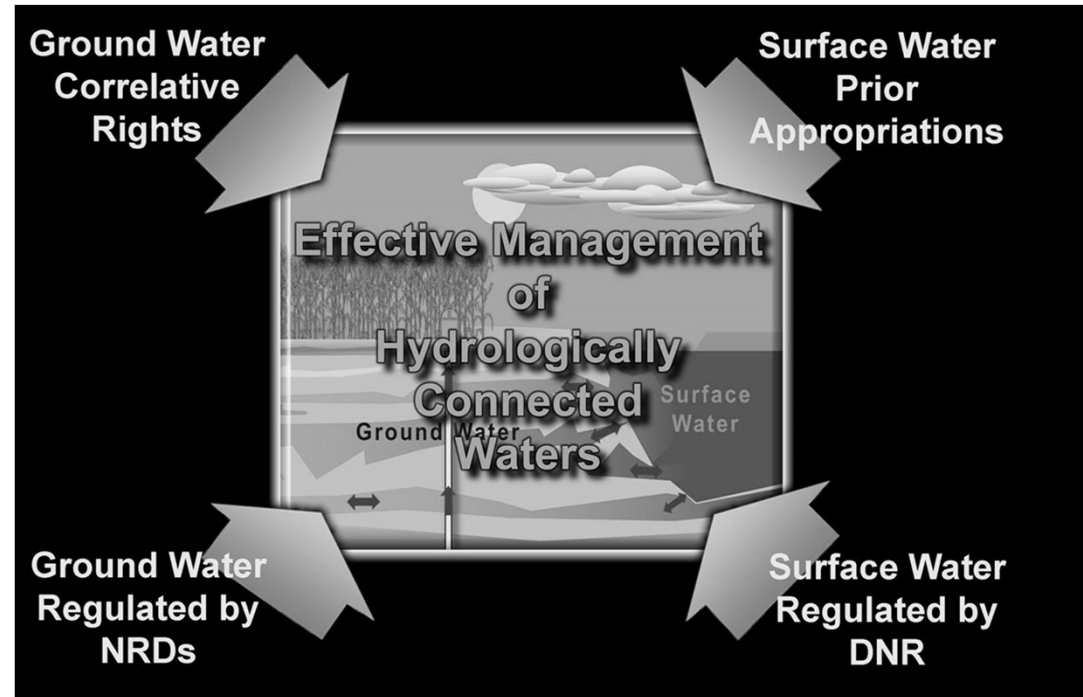 Ground Water
Correlative
Rights
Surface Water
Prior
Appropriations
Effective Management
of
Hydrologically
Connected
Waters
Ground Water
Surface
Water
Ground Water
Regulated by
NRDs
Surface Water
Regulated by
DNR